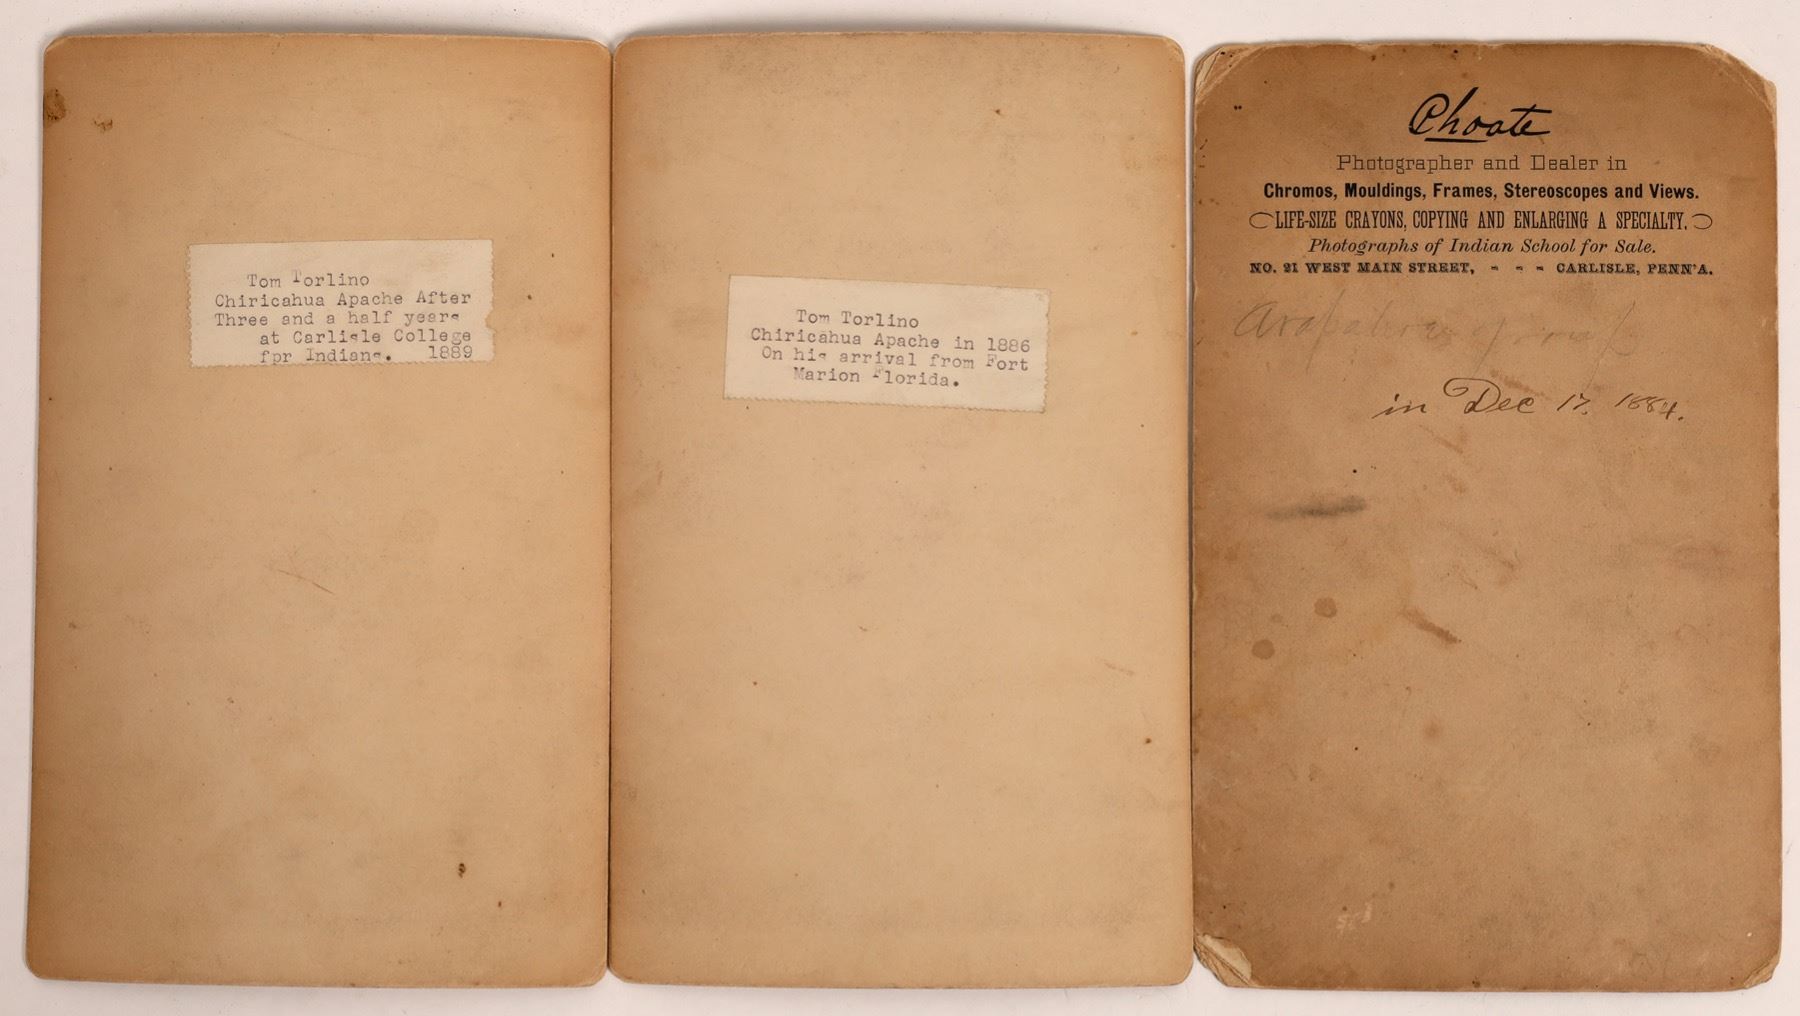 Tom Torlino
Chiricahua Apache After
Three and a half years
at Carlisle College
fpr Indians. 1889
Tom Torlino
Chiricahua Apache in 1886
On his arrival from Fort
Marion Florida.
Choate
Photographer and Dealer in
Chromos, Mouldings, Frames, Stereoscopes and Views.
LIFE-SIZE CRAYONS, COPYING AND ENLARGING A SPECIALTY.
Photographs of Indian School for Sale.
NO. 21 WEST MAIN STREET, - - - CARLISLE, PENN'A.
in Dec 17, 1884.